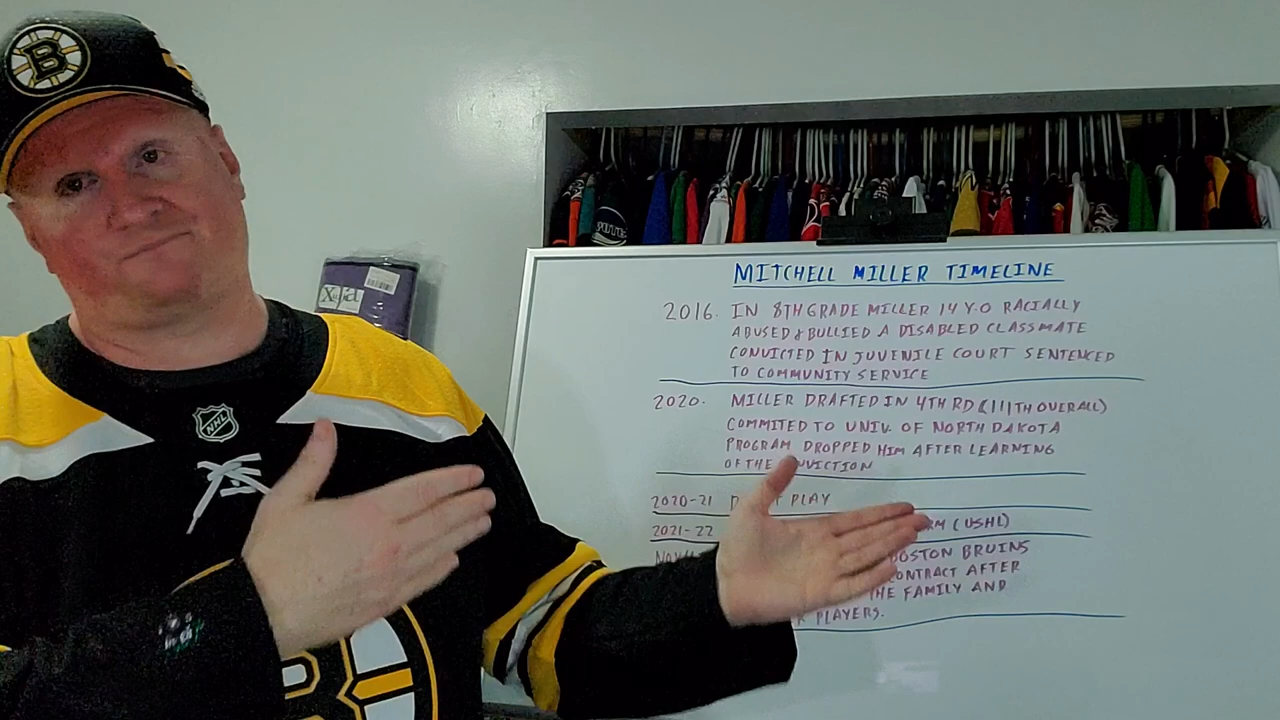 B
NHL
Xufid
MITCHELL MILLER TIMELINE
2016. IN 8TH GRADE MILLER 14 Y.O RACIALLY
ABUSED & BULLIED A DISABLED CLASSMATE
CONVICTED IN JUVENILE COURT SENTENCED
TO COMMUNITY SERVICE
2020. MILLER DRAFTED IN 4TH RD (111TH OVERALL)
COMMITED TO UNIV. OF NORTH DAKOTA
PROGRAM DROPPED HIM AFTER LEARNING
OF THE
2020-21 PLAY
2021-22 (USHL)
BOSTON BRUINS
CONTRACT AFTER
THE FAMILY AND
PLAYERS.